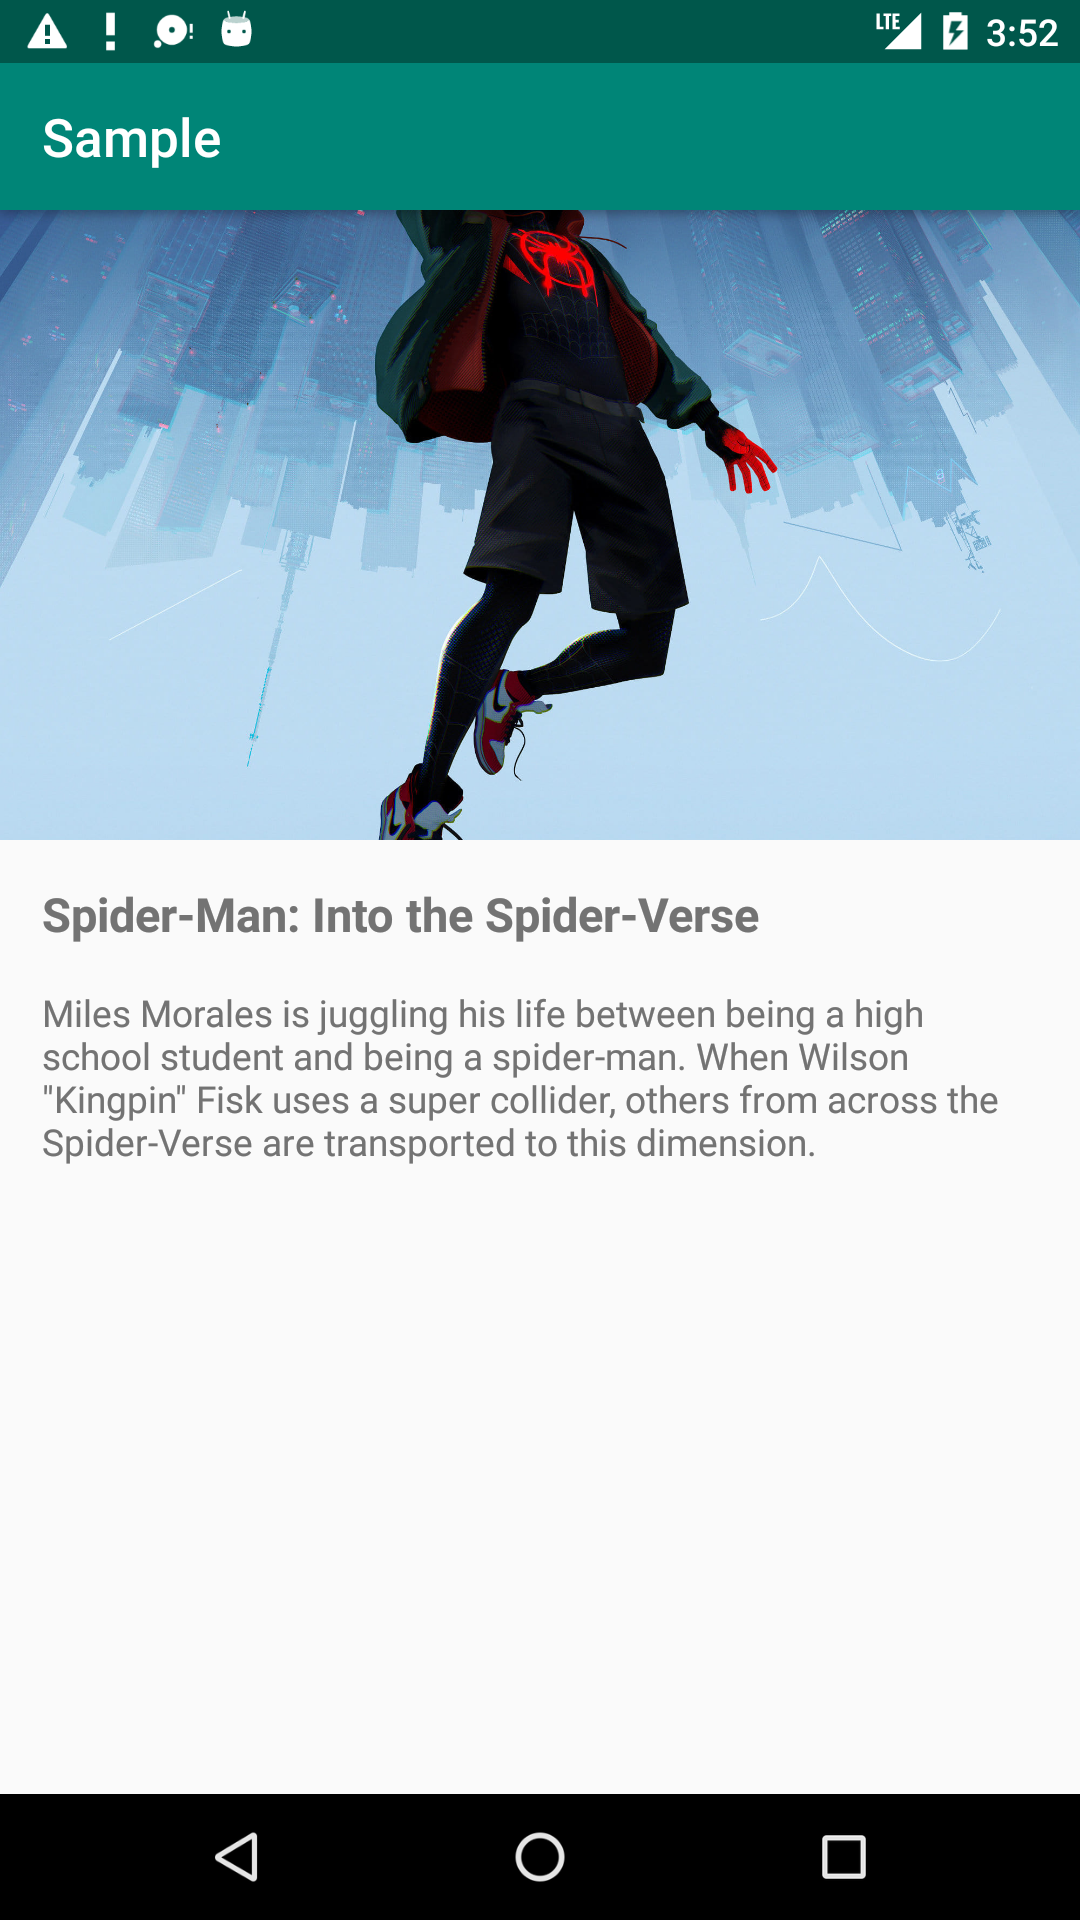 LTE 3:52
Sample
Spider-Man: Into the Spider-Verse
Miles Morales is juggling his life between being a high
school student and being a spider-man. When Wilson
"Kingpin" Fisk uses a super collider, others from across the
Spider-Verse are transported to this dimension.